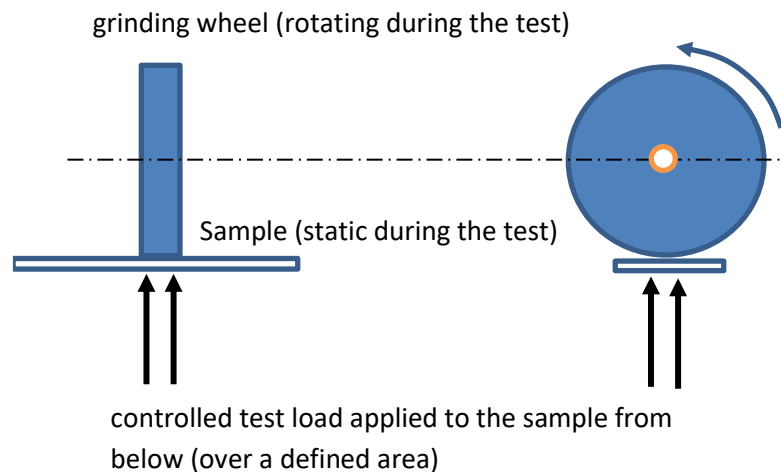 grinding wheel (rotating during the test)
Sample (static during the test)
controlled test load applied to the sample from
below (over a defined area)